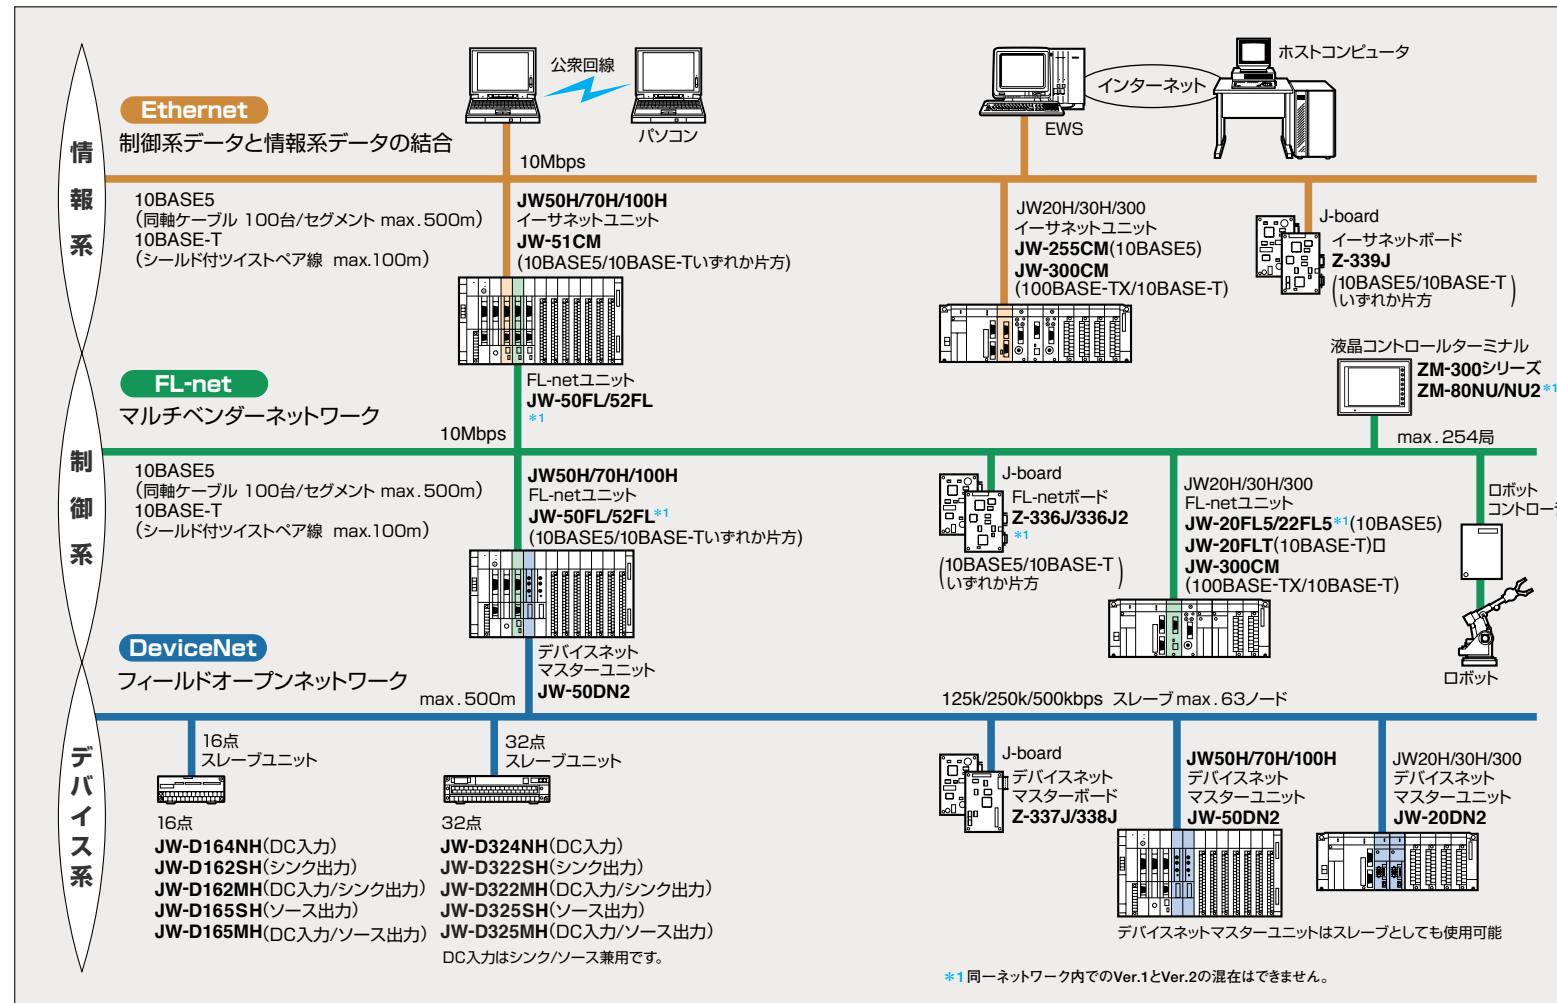 情報系
Ethernet
制御系データと情報系データの結合
公衆回線
パソコン
10Mbps
EWS
インターネット
ホストコンピュータ
10BASE5
(同軸ケーブル 100台/セグメント max.500m)
10BASE-T
(シールド付ツイストペア線 max.100m)
JW50H/70H/100H
イーサネットユニット
JW-51CM
(10BASE5/10BASE-Tいずれか片方)
JW20H/30H/300
イーサネットユニット
JW-255CM(10BASE5)
JW-300CM
(100BASE-TX/10BASE-T)
J-board
イーサネットボード
Z-339J
(10BASE5/10BASE-T
いずれか片方)
制御系
FL-net
マルチベンダーネットワーク
FL-netユニット
JW-50FL/52FL
*1
10Mbps
液晶コントロールターミナル
ZM-300シリーズ
ZM-80NU/NU2*1
max.254局
10BASE5
(同軸ケーブル 100台/セグメント max.500m)
10BASE-T
(シールド付ツイストペア線 max.100m)
JW50H/70H/100H
FL-netユニット
JW-50FL/52FL*1
(10BASE5/10BASE-Tいずれか片方)
J-board
FL-netボード
Z-336J/336J2
*1
(10BASE5/10BASE-T
いずれか片方)
JW20H/30H/300
FL-netユニット
JW-20FL5/22FL5*1(10BASE5)
JW-20FLT(10BASE-T)ロ
JW-300CM
(100BASE-TX/10BASE-T)
ロボット
コントローラ
ロボット
デバイス系
DeviceNet
フィールドオープンネットワーク
デバイスネット
マスターユニット
JW-50DN2
max.500m
125k/250k/500kbps スレーブmax.63ノード
16点
スレーブユニット
16点
JW-D164NH(DC入力)
JW-D162SH(シンク出力)
JW-D162MH(DC入力/シンク出力)
JW-D165SH(ソース出力)
JW-D165MH(DC入力/ソース出力)
32点
スレーブユニット
32点
JW-D324NH(DC入力)
JW-D322SH(シンク出力)
JW-D322MH(DC入力/シンク出力)
JW-D325SH(ソース出力)
JW-D325MH(DC入力/ソース出力)
DC入力はシンク/ソース兼用です。
J-board
デバイスネット
マスターボード
Z-337J/338J
JW50H/70H/100H
デバイスネット
マスターユニット
JW-50DN2
JW20H/30H/300
デバイスネット
マスターユニット
JW-20DN2
デバイスネットマスターユニットはスレーブとしても使用可能
*1 同一ネットワーク内でのVer.1とVer.2の混在はできません。